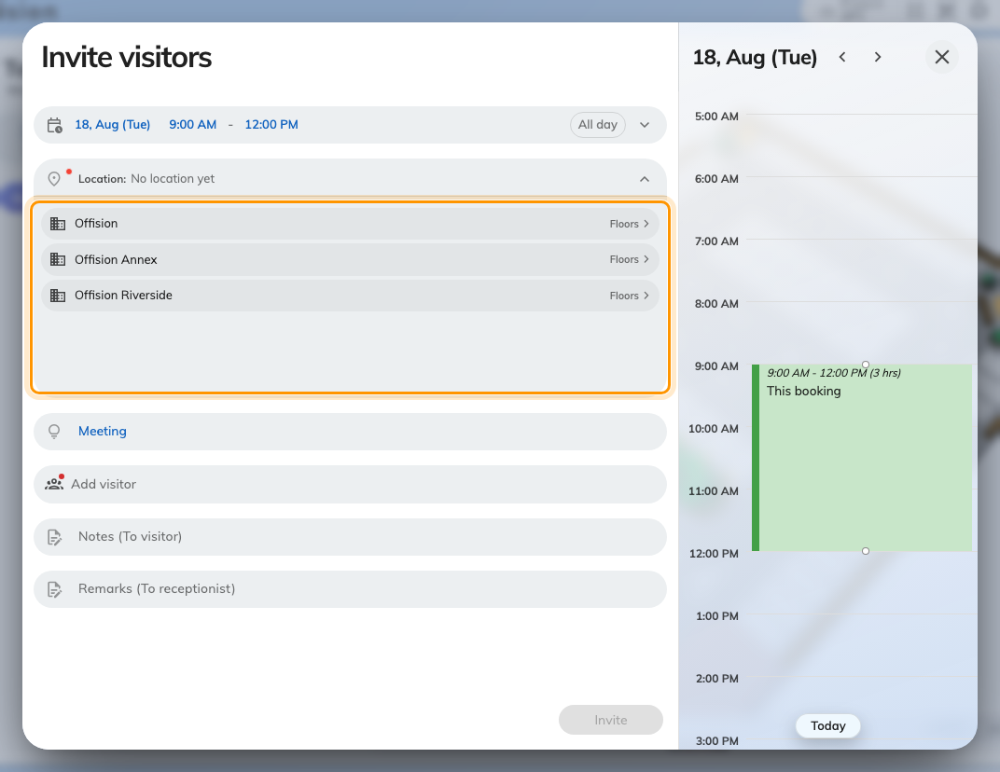 Invite visitors
18, Aug (Tue) 9:00 AM - 12:00 PM All day
Location: No location yet
Offision Floors
Offision Annex Floors
Offision Riverside Floors
Meeting
Add visitor
Notes (To visitor)
Remarks (To receptionist)
Invite
18, Aug (Tue)
5:00 AM
6:00 AM
7:00 AM
8:00 AM
9:00 AM
9:00 AM - 12:00 PM (3 hrs)
This booking
10:00 AM
11:00 AM
12:00 PM
1:00 PM
2:00 PM
Today
3:00 PM